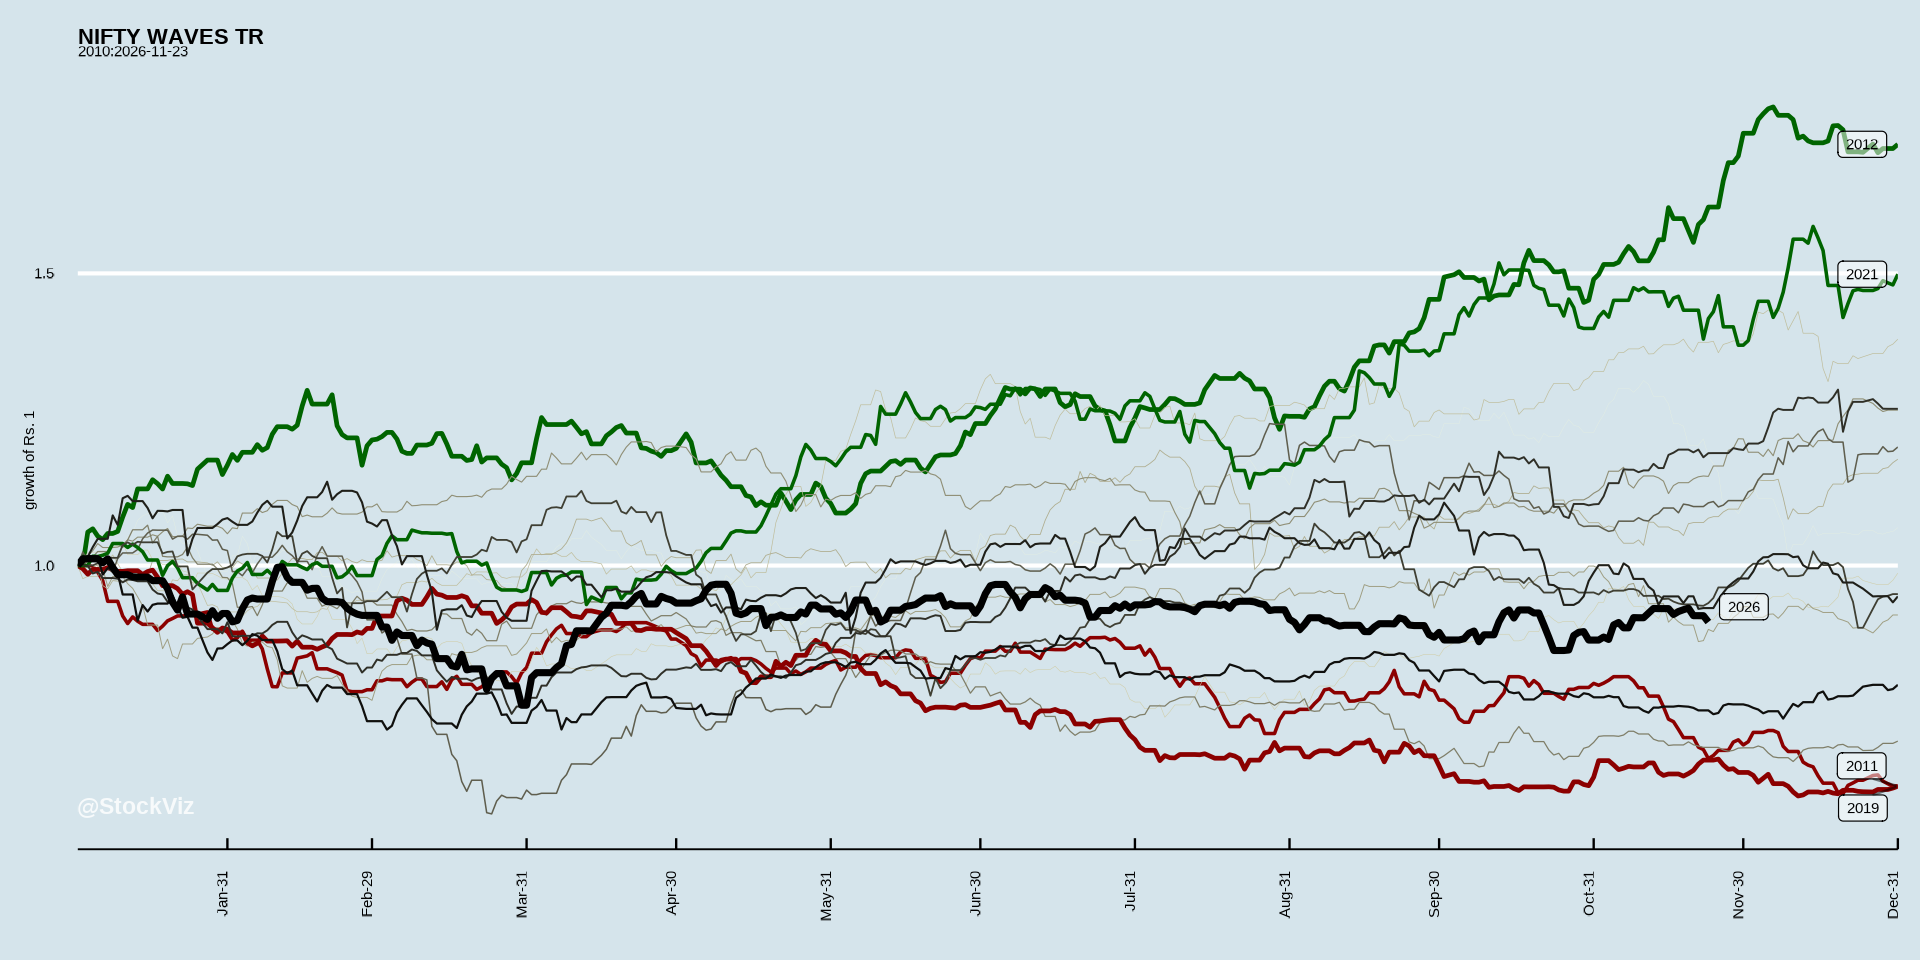 NIFTY WAVES TR
2010:2026-11-23
2012
1.5
2021
growth of Rs. 1
1.0
2026
2011
@StockViz
2019
Jan-31
Feb-29
Mar-31
Apr-30
May-31
Jun-30
Jul-31
Aug-31
Sep-30
Oct-31
Nov-30
Dec-31